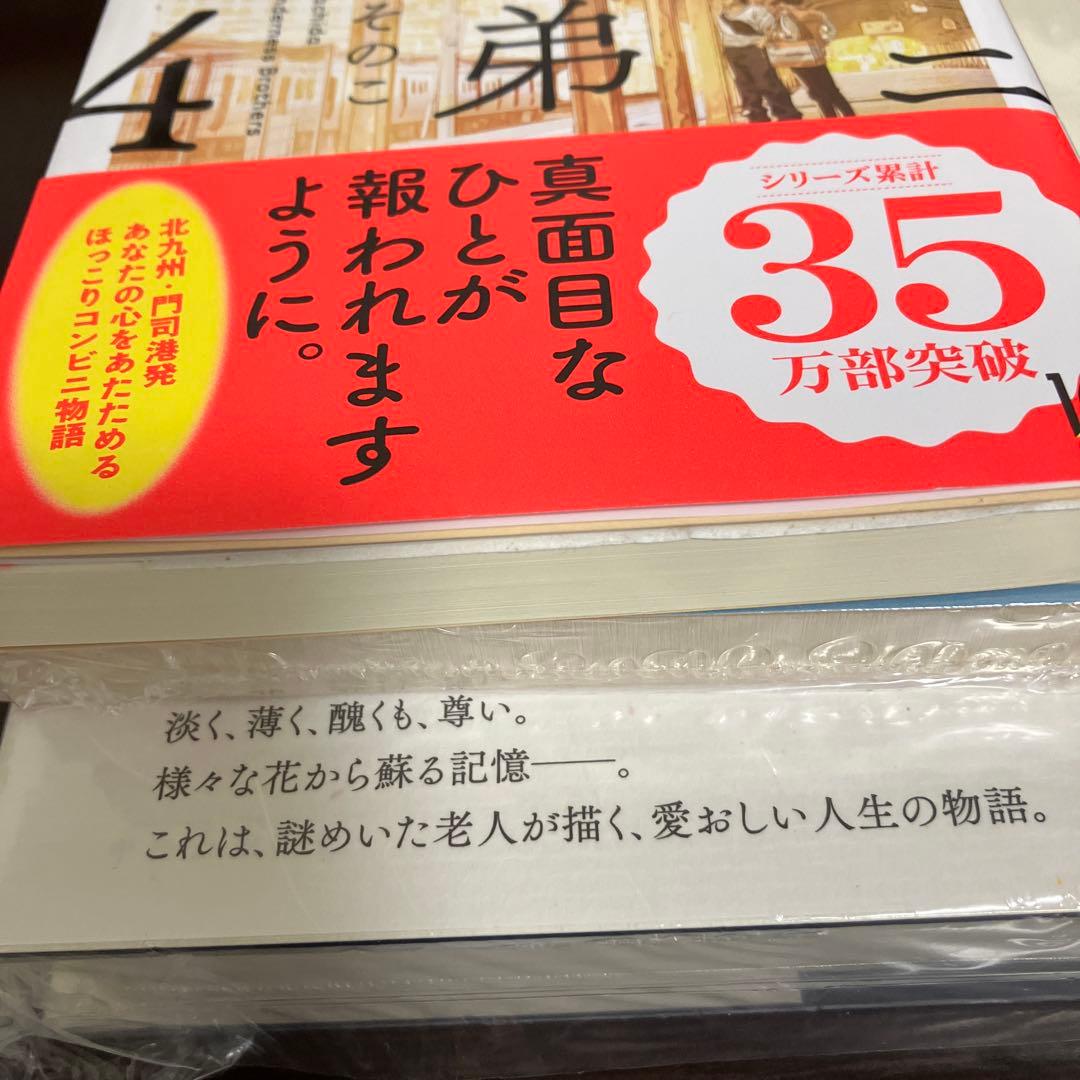 4
弟
ニ
そのこ
derness Brothers
シリーズ累計
35
万部突破
真面目な
ひとが
報われます
ように。
北九州・門司港発
あなたの心をあたためる
ほっこりコンビニ物語
淡く、薄く、醜くも、尊い。
様々な花から蘇る記憶——。
これは、謎めいた老人が描く、愛おしい人生の物語。